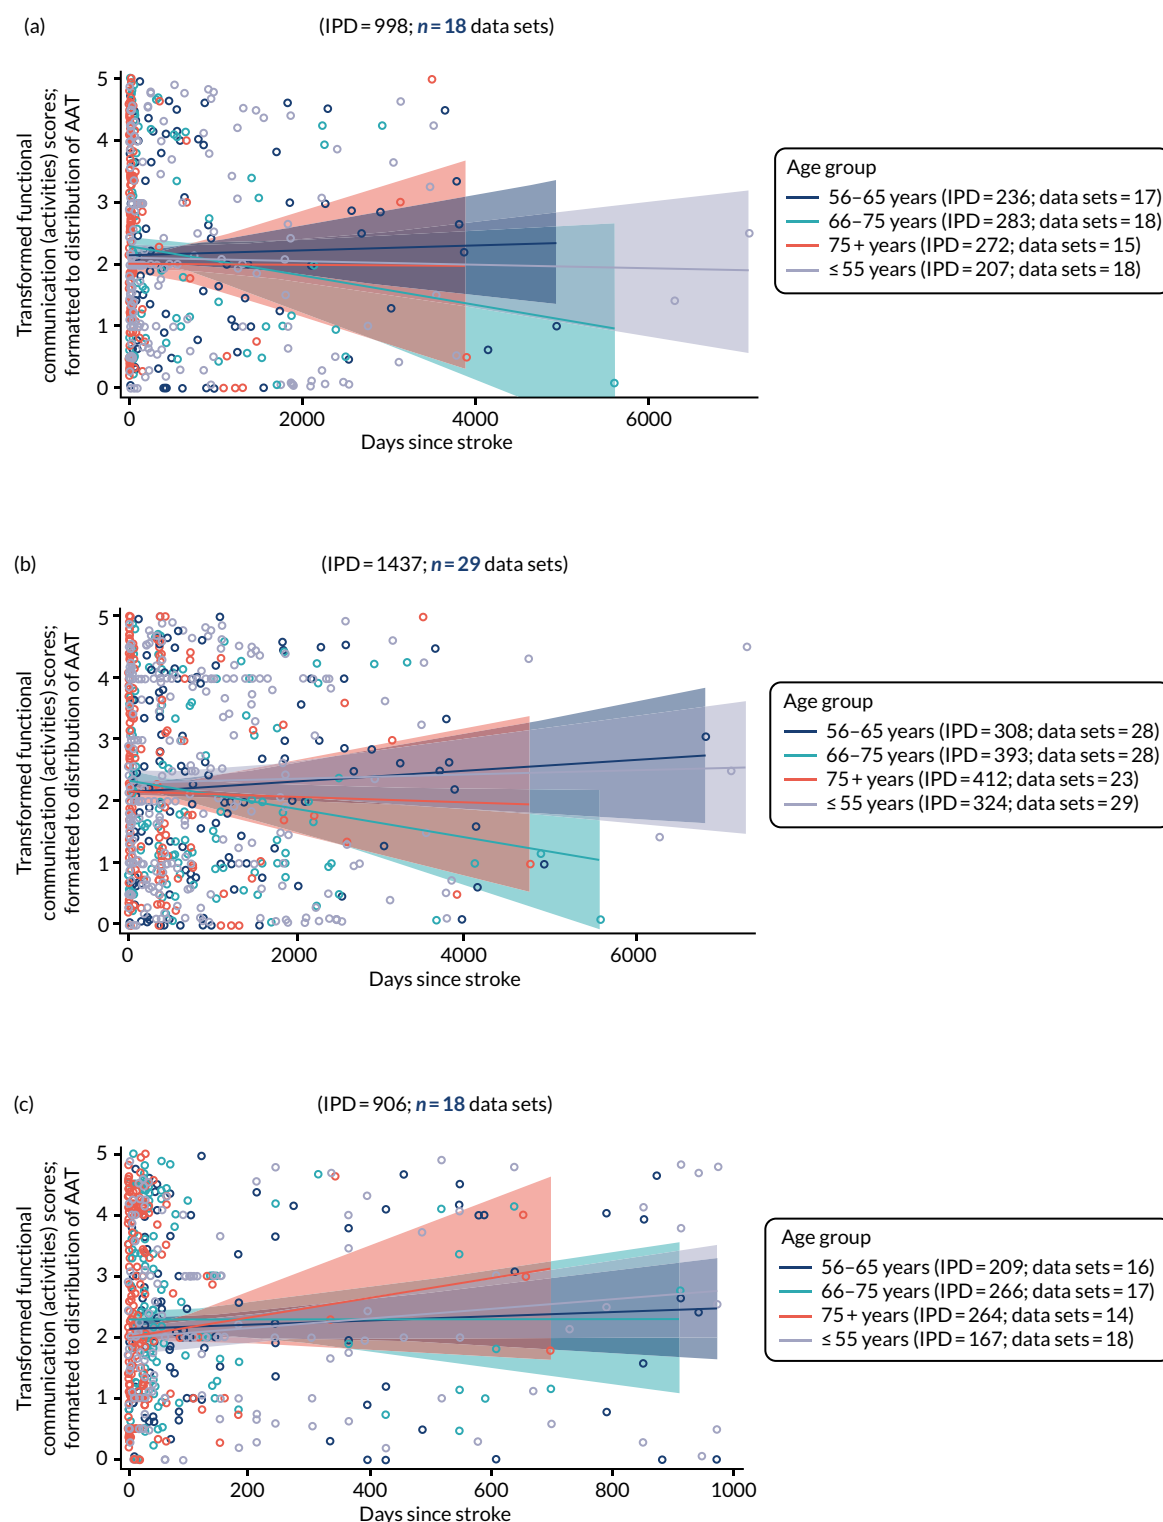 (a)
(IPD = 998; n = 18 data sets)
Transformed functional
communication (activities) scores;
formatted to distribution of AAT
5
4
3
2
1
0
0
2000
4000
6000
Days since stroke
Age group
56–65 years (IPD = 236; data sets = 17)
66–75 years (IPD = 283; data sets = 18)
75 + years (IPD = 272; data sets = 15)
≤ 55 years (IPD = 207; data sets = 18)
(b)
(IPD = 1437; n = 29 data sets)
Transformed functional
communication (activities) scores;
formatted to distribution of AAT
5
4
3
2
1
0
0
2000
4000
6000
Days since stroke
Age group
56–65 years (IPD = 308; data sets = 28)
66–75 years (IPD = 393; data sets = 28)
75 + years (IPD = 412; data sets = 23)
≤ 55 years (IPD = 324; data sets = 29)
(c)
(IPD = 906; n = 18 data sets)
Transformed functional
communication (activities) scores;
formatted to distribution of AAT
5
4
3
2
1
0
0
200
400
600
800
1000
Days since stroke
Age group
56–65 years (IPD = 209; data sets = 16)
66–75 years (IPD = 266; data sets = 17)
75 + years (IPD = 264; data sets = 14)
≤ 55 years (IPD = 167; data sets = 18)